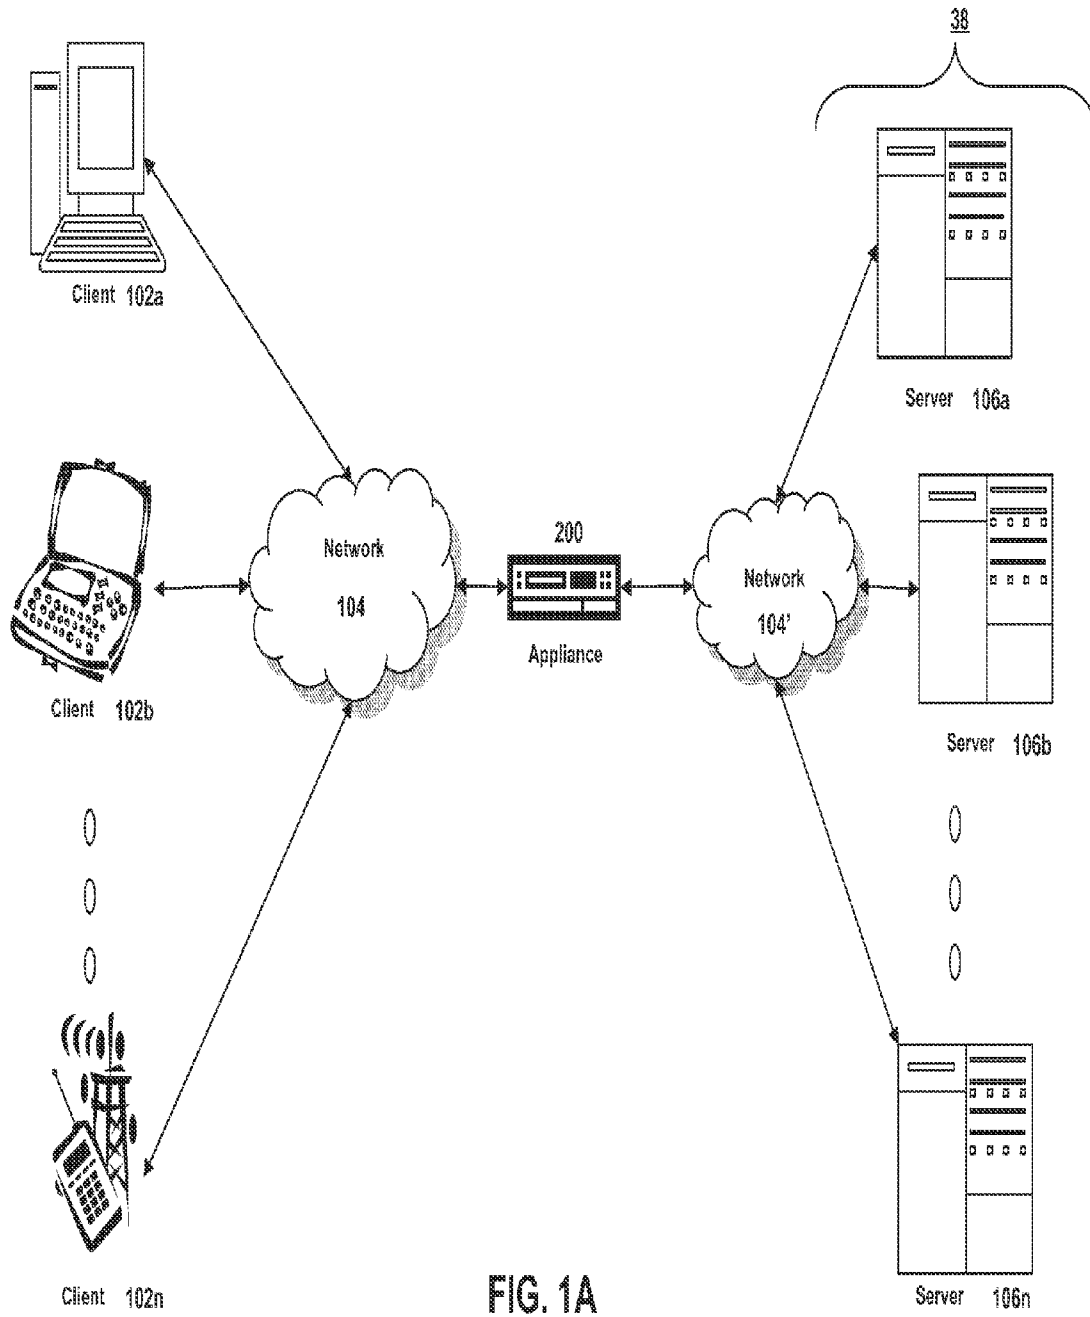 38
Client 102a
Server 106a
200
Network
104
Network
104'
Appliance
Client 102b
Server 106b
Client 102n
Server 106n
FIG. 1A